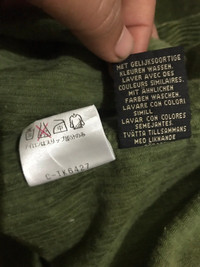 C-TKB427
MET GELIJKSOORTIGE
KLEUREN WASSEN.
LAVER AVEC DES
COULEURS SIMILAIRES.
MIT ÄHNLICHEN
FARBEN WASCHEN.
LAVARE CON COLORI
SIMILI
LAVAR CON COLORES
SEMEJANTES.
TVÄTTA TILLSAMMANS
MED LIKNANDE